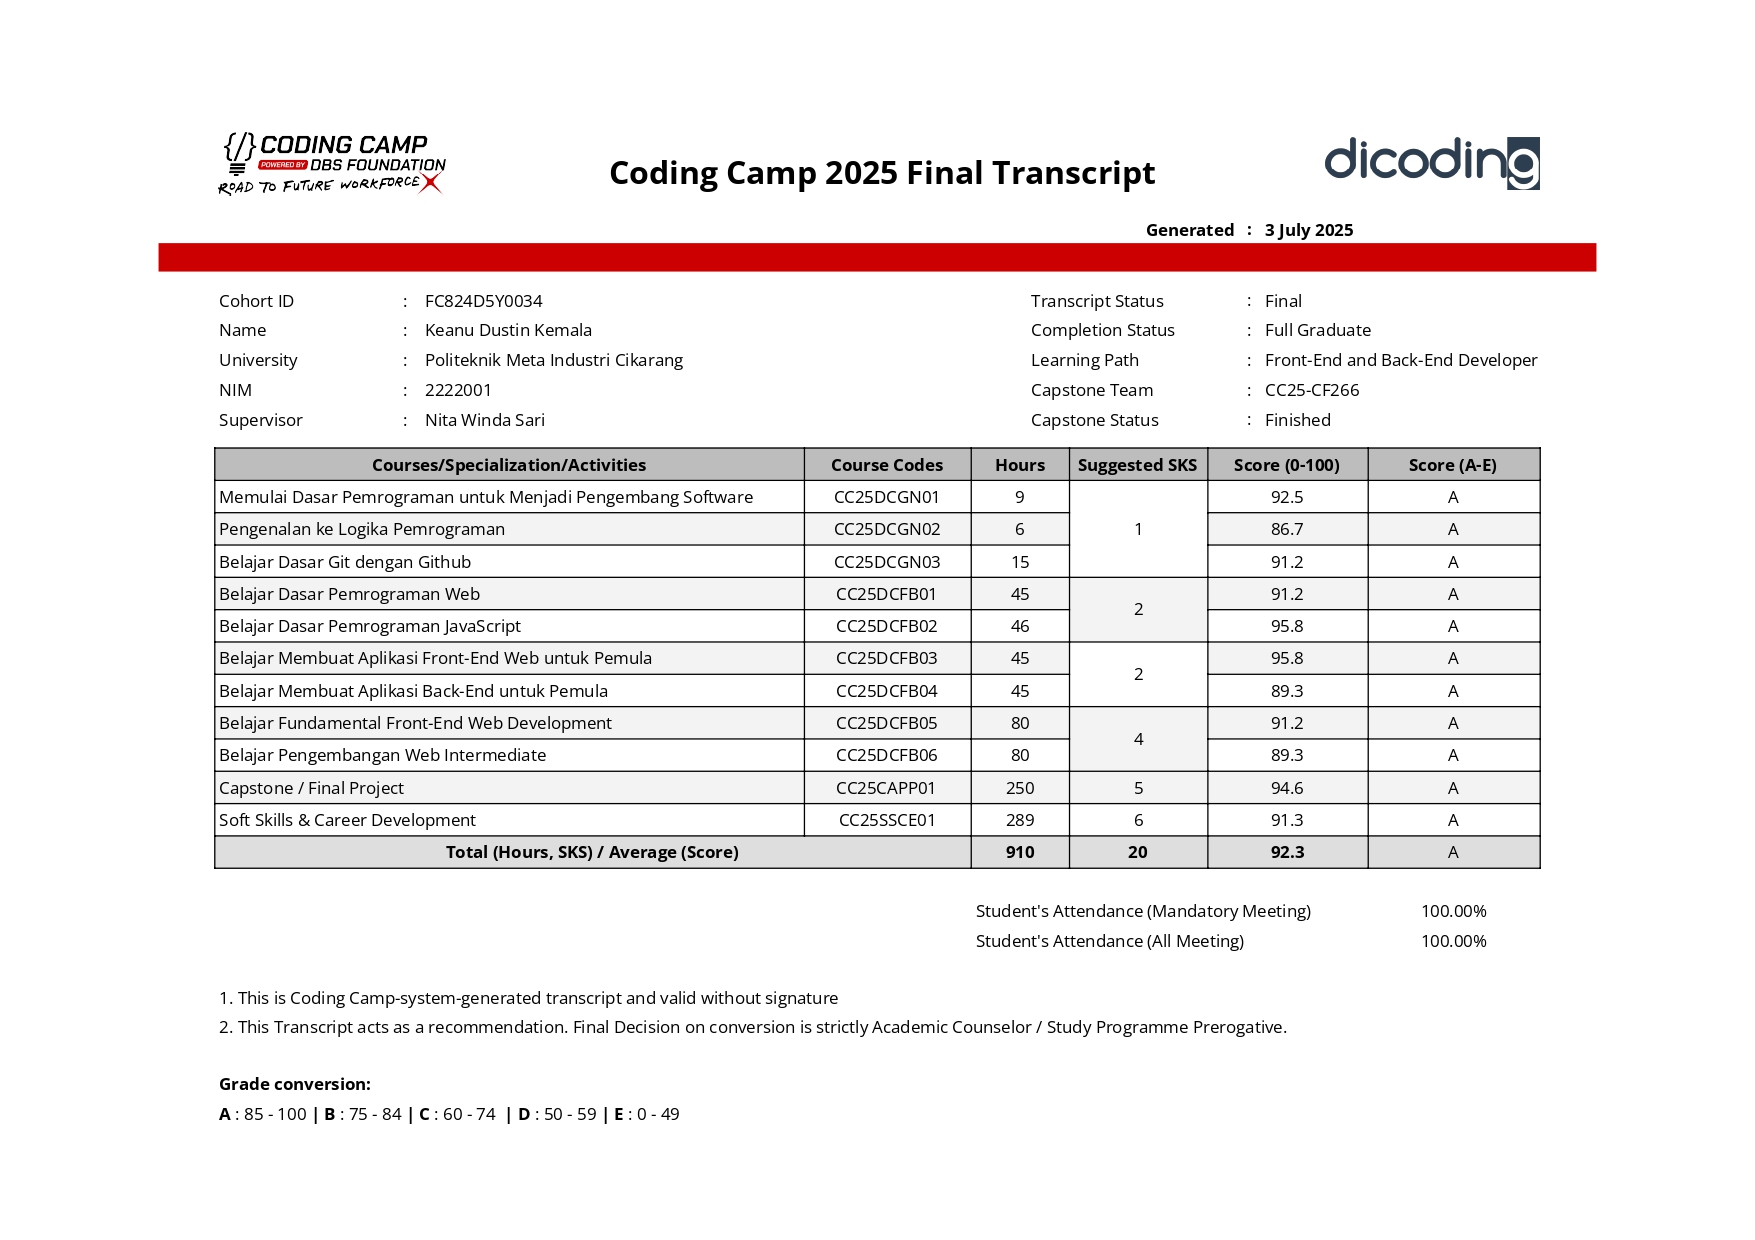 {/} CODING CAMP
POWERED BY DBS FOUNDATION
ROAD TO FUTURE WORKFORCE
dicoding
Coding Camp 2025 Final Transcript
Generated : 3 July 2025
Cohort ID : FC824D5Y0034 Transcript Status : Final
Name : Keanu Dustin Kemala Completion Status : Full Graduate
University : Politeknik Meta Industri Cikarang Learning Path : Front-End and Back-End Developer
NIM : 2222001 Capstone Team : CC25-CF266
Supervisor : Nita Winda Sari Capstone Status : Finished
Courses/Specialization/Activities Course Codes Hours Suggested SKS Score (0-100) Score (A-E)
Memulai Dasar Pemrograman untuk Menjadi Pengembang Software CC25DCGN01 9 92.5 A
Pengenalan ke Logika Pemrograman CC25DCGN02 6 1 86.7 A
Belajar Dasar Git dengan Github CC25DCGN03 15 91.2 A
Belajar Dasar Pemrograman Web CC25DCFB01 45 2 91.2 A
Belajar Dasar Pemrograman JavaScript CC25DCFB02 46 95.8 A
Belajar Membuat Aplikasi Front-End Web untuk Pemula CC25DCFB03 45 2 95.8 A
Belajar Membuat Aplikasi Back-End untuk Pemula CC25DCFB04 45 89.3 A
Belajar Fundamental Front-End Web Development CC25DCFB05 80 4 91.2 A
Belajar Pengembangan Web Intermediate CC25DCFB06 80 89.3 A
Capstone / Final Project CC25CAPP01 250 5 94.6 A
Soft Skills & Career Development CC25SSCE01 289 6 91.3 A
Total (Hours, SKS) / Average (Score) 910 20 92.3 A
Student's Attendance (Mandatory Meeting) 100.00%
Student's Attendance (All Meeting) 100.00%
1. This is Coding Camp-system-generated transcript and valid without signature
2. This Transcript acts as a recommendation. Final Decision on conversion is strictly Academic Counselor / Study Programme Prerogative.
Grade conversion:
A : 85 - 100 | B : 75 - 84 | C : 60 - 74 | D : 50 - 59 | E : 0 - 49